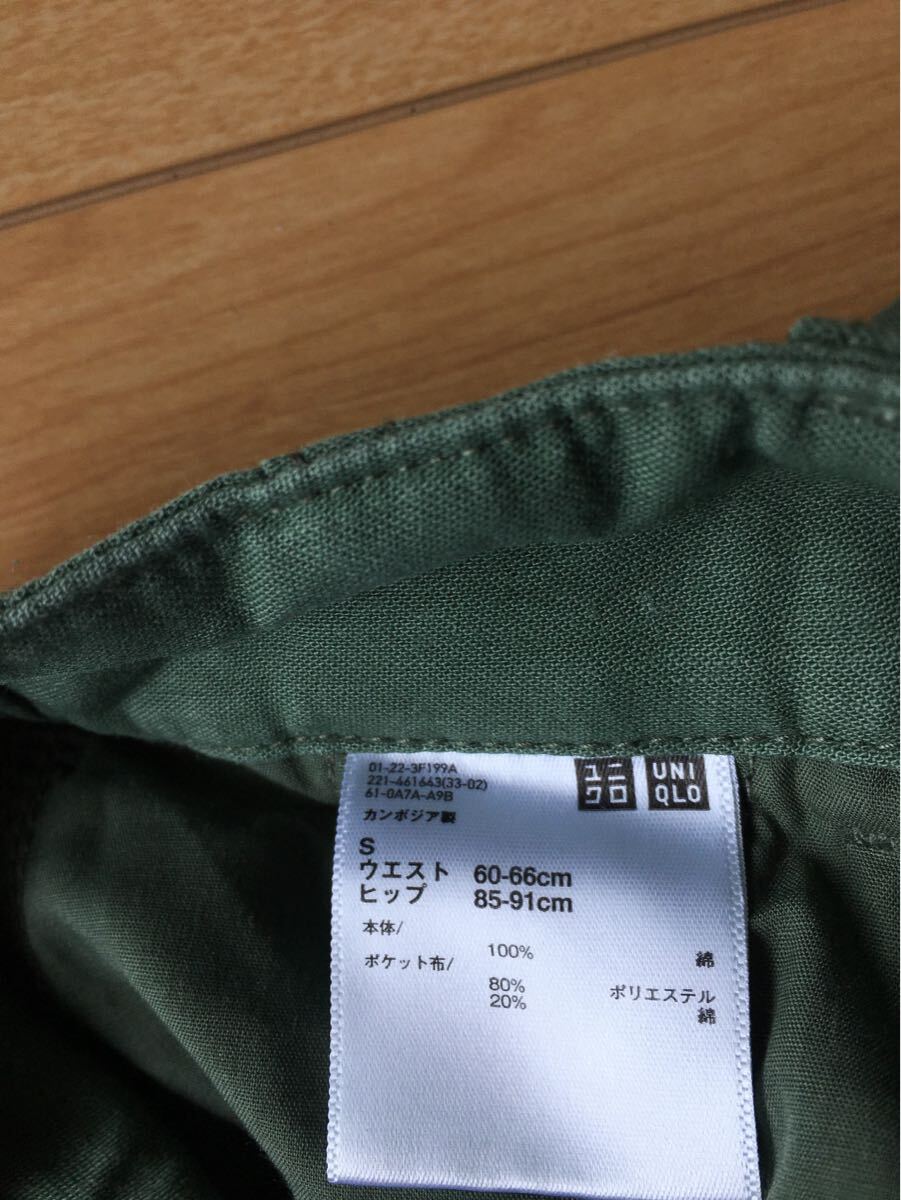 01-22-3F199A
221-461643(33-02)
61-0A7A-A9B
カンボジア製
ユニ
クロ
UNI
QLO
S
ウエスト 60-66cm
ヒップ 85-91cm
本体/
100% 綿
ポケット布/
80% ポリエステル
20% 綿